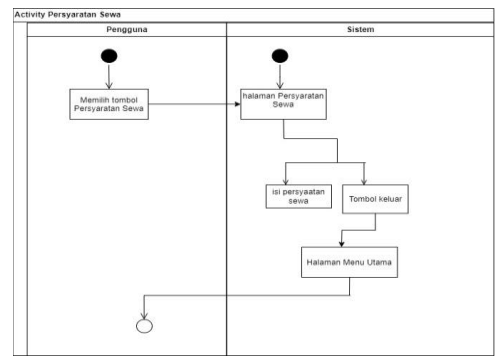 Activity Persyaratan Sewa
Pengguna
Sistem
Memilih tombol
Persyaratan Sewa
halaman Persyaratan
Sewa
isi persyaatan
sewa
Tombol keluar
Halaman Menu Utama